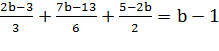 (2b-3)/3 + (7b-13)/6 + (5-2b)/2 = b - 1